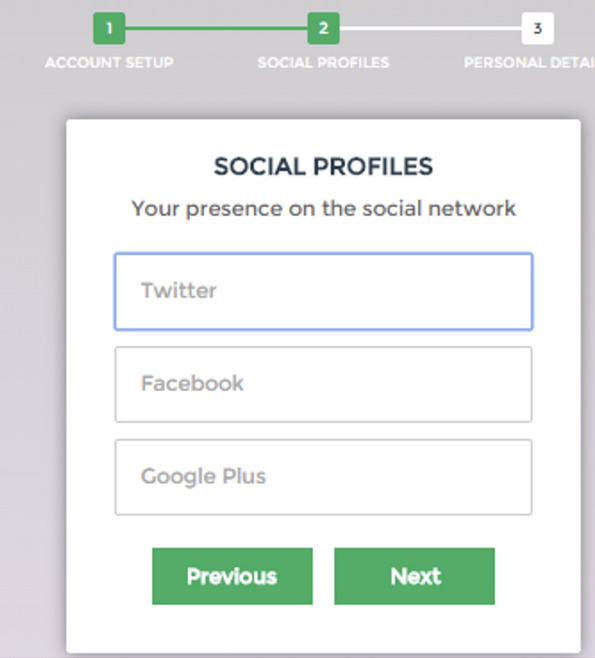 1 2 3
ACCOUNT SETUP SOCIAL PROFILES PERSONAL DETAI
SOCIAL PROFILES
Your presence on the social network
Twitter
Facebook
Google Plus
Previous Next